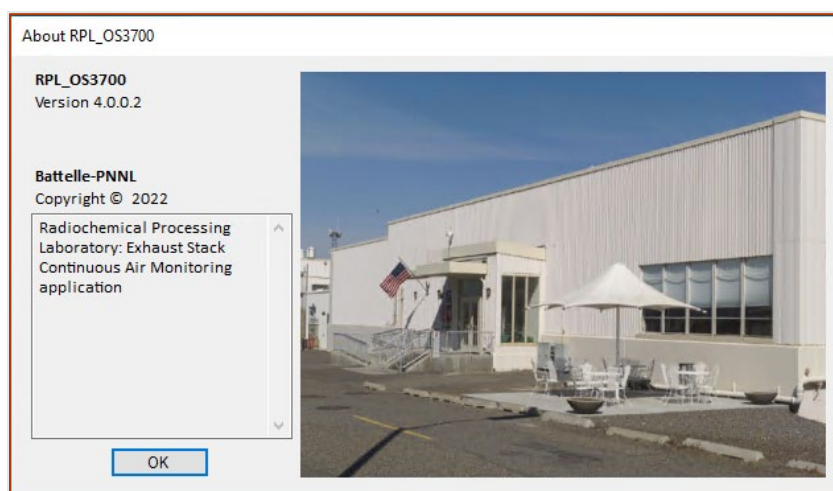 About RPL_OS3700
RPL_OS3700
Version 4.0.0.2
Battelle-PNNL
Copyright © 2022
Radiochemical Processing
Laboratory: Exhaust Stack
Continuous Air Monitoring
application
OK